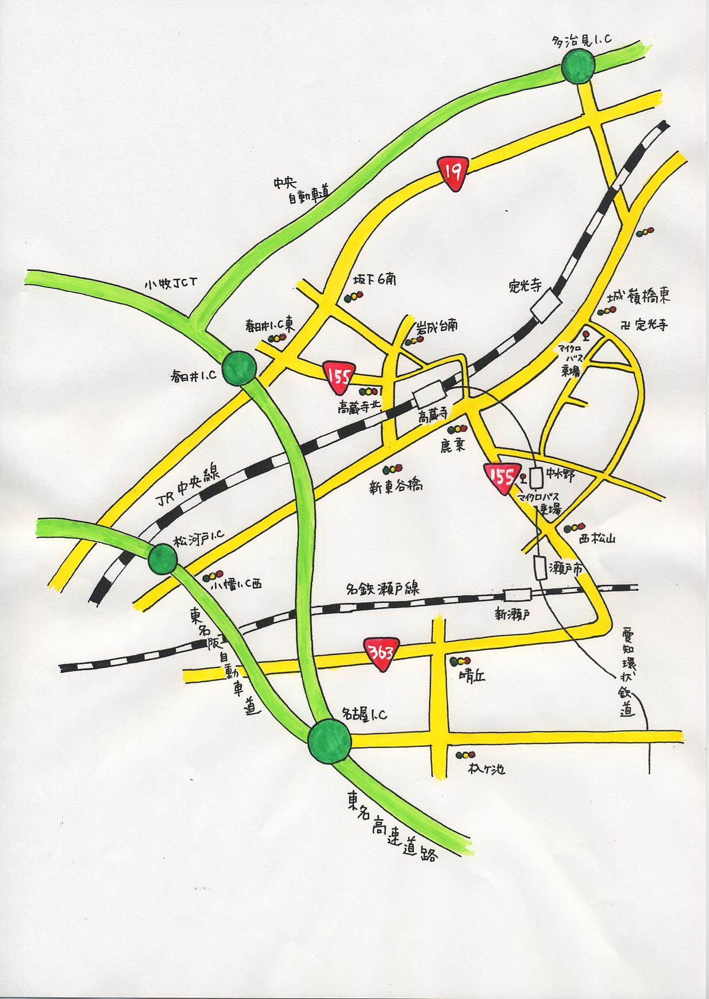 多治見I.C
19
中央
自動車道
小牧JCT
坂下6南
定光寺
城嶺橋東
春日井I.C東
岩成台南
卍 定光寺
マイクロ
バス
乗場
155
春日井I.C
高蔵寺北
高蔵寺
鹿乗
JR中央線
新東谷橋
155
中水野
マイクロバス
乗場
松河戸I.C
西松山
瀬戸市
小幡I.C西
名鉄瀬戸線
新瀬戸
東名阪自動車道
愛知環状鉄道
363
晴丘
名古屋I.C
杁ヶ池
東名高速道路